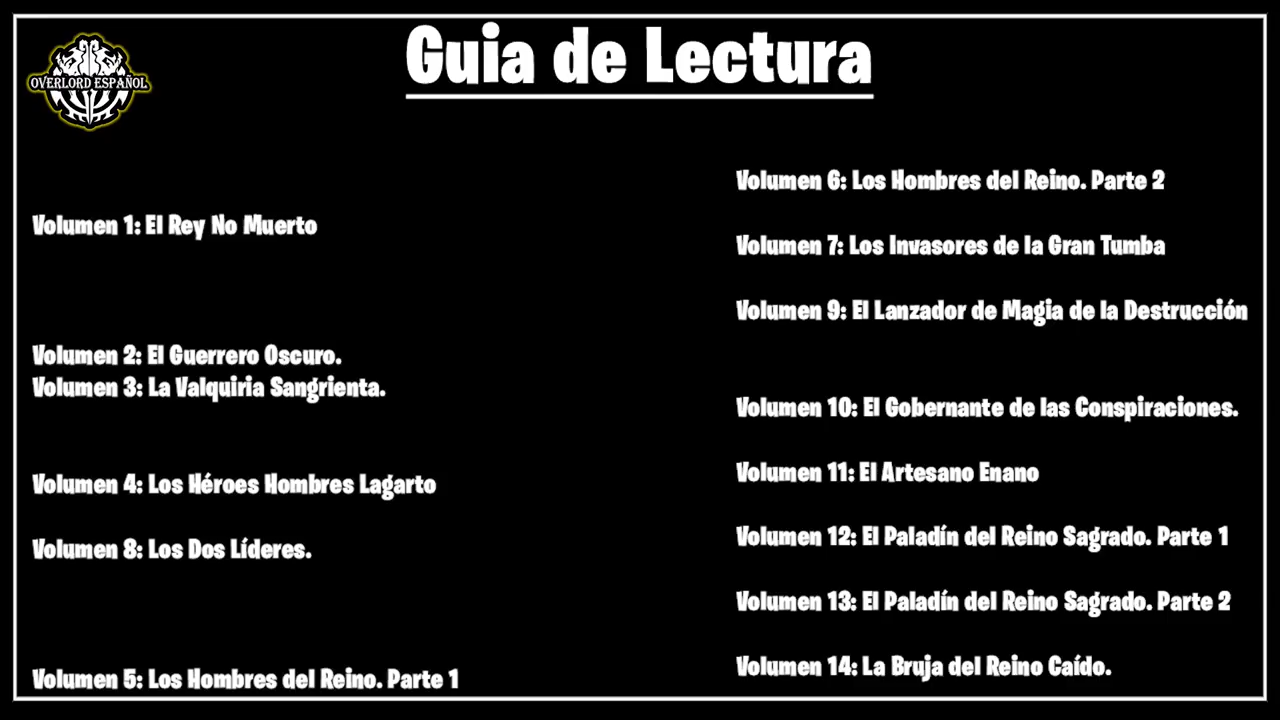 Guia de Lectura
OVERLORD ESPAÑOL
Volumen 1: El Rey No Muerto
Volumen 2: El Guerrero Oscuro.
Volumen 3: La Valquiria Sangrienta.
Volumen 4: Los Héroes Hombres Lagarto
Volumen 8: Los Dos Líderes.
Volumen 5: Los Hombres del Reino. Parte 1
Volumen 6: Los Hombres del Reino. Parte 2
Volumen 7: Los Invasores de la Gran Tumba
Volumen 9: El Lanzador de Magia de la Destrucción
Volumen 10: El Gobernante de las Conspiraciones.
Volumen 11: El Artesano Enano
Volumen 12: El Paladín del Reino Sagrado. Parte 1
Volumen 13: El Paladín del Reino Sagrado. Parte 2
Volumen 14: La Bruja del Reino Caído.